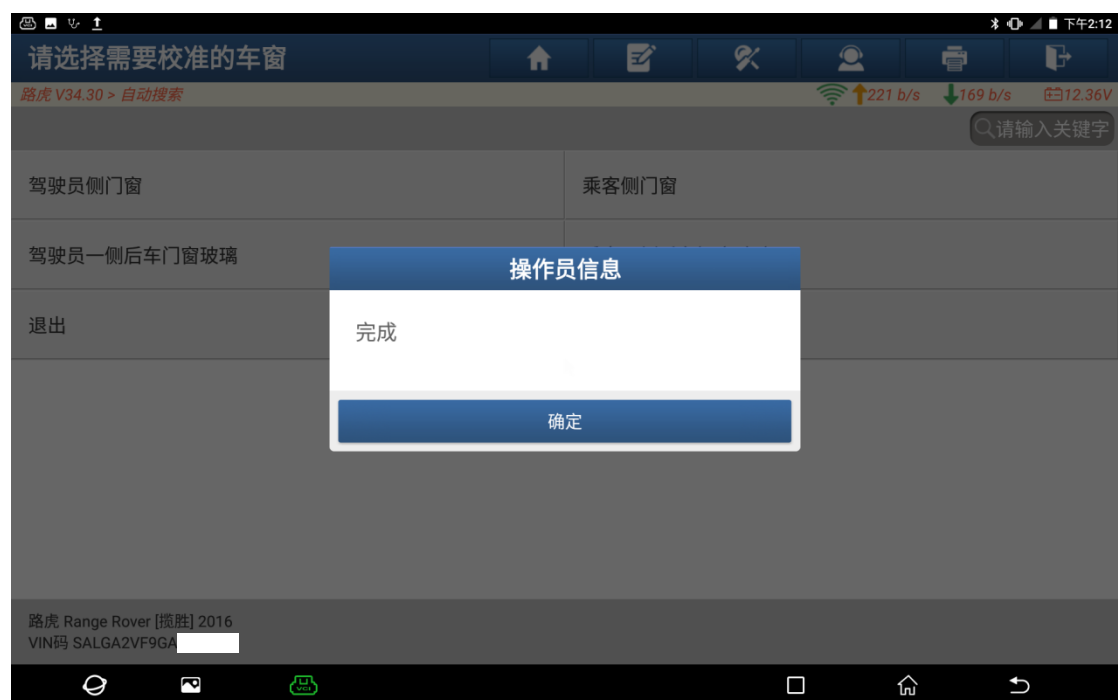 下午2:12
请选择需要校准的车窗
路虎 V34.30 > 自动搜索
221 b/s 169 b/s 12.36V
请输入关键字
驾驶员侧门窗
乘客侧门窗
驾驶员一侧后车门窗玻璃
操作员信息
退出
完成
确定
路虎 Range Rover [揽胜] 2016
VIN码 SALGA2VF9GA
VCI